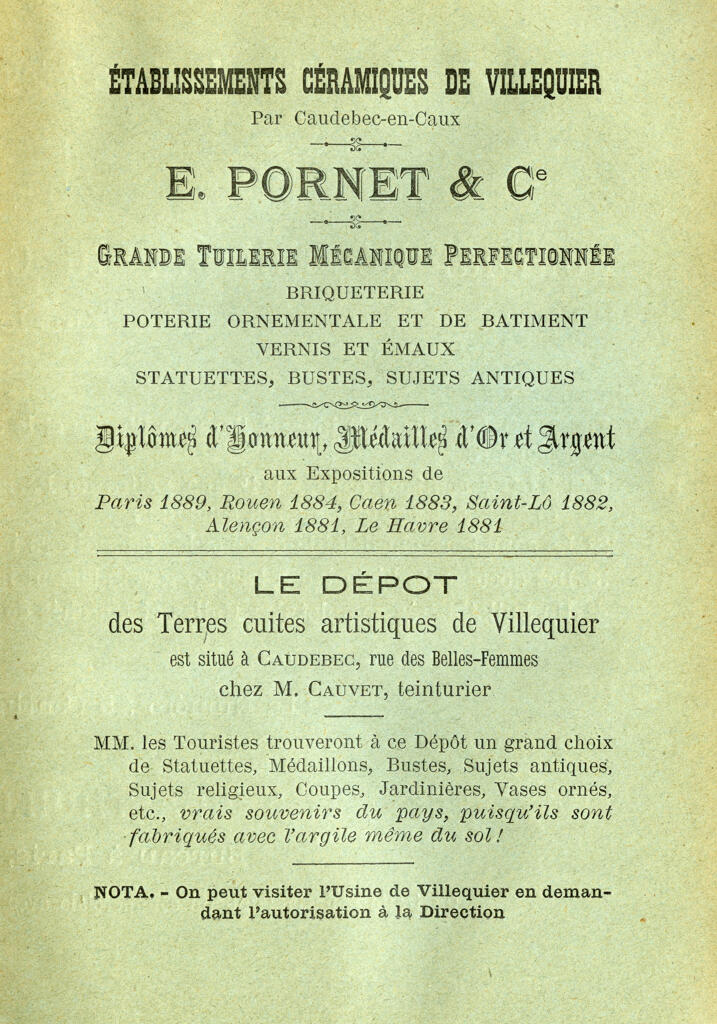 ÉTABLISSEMENTS CÉRAMIQUES DE VILLEQUIER
Par Caudebec-en-Caux
E. PORNET & Cᵉ
GRANDE TUILERIE MÉCANIQUE PERFECTIONNÉE
BRIQUETERIE
POTERIE ORNEMENTALE ET DE BATIMENT
VERNIS ET ÉMAUX
STATUETTES, BUSTES, SUJETS ANTIQUES
Diplômes d'Honneur, Médailles d'Or et Argent
aux Expositions de
Paris 1889, Rouen 1884, Caen 1883, Saint-Lô 1882,
Alençon 1881, Le Havre 1881
LE DÉPOT
des Terres cuites artistiques de Villequier
est situé à CAUDEBEC, rue des Belles-Femmes
chez M. CAUVET, teinturier
MM. les Touristes trouveront à ce Dépôt un grand choix
de Statuettes, Médaillons, Bustes, Sujets antiques,
Sujets religieux, Coupes, Jardinières, Vases ornés,
etc., vrais souvenirs du pays, puisqu'ils sont
fabriqués avec l'argile même du sol !
NOTA. - On peut visiter l'Usine de Villequier en deman-
dant l'autorisation à la Direction